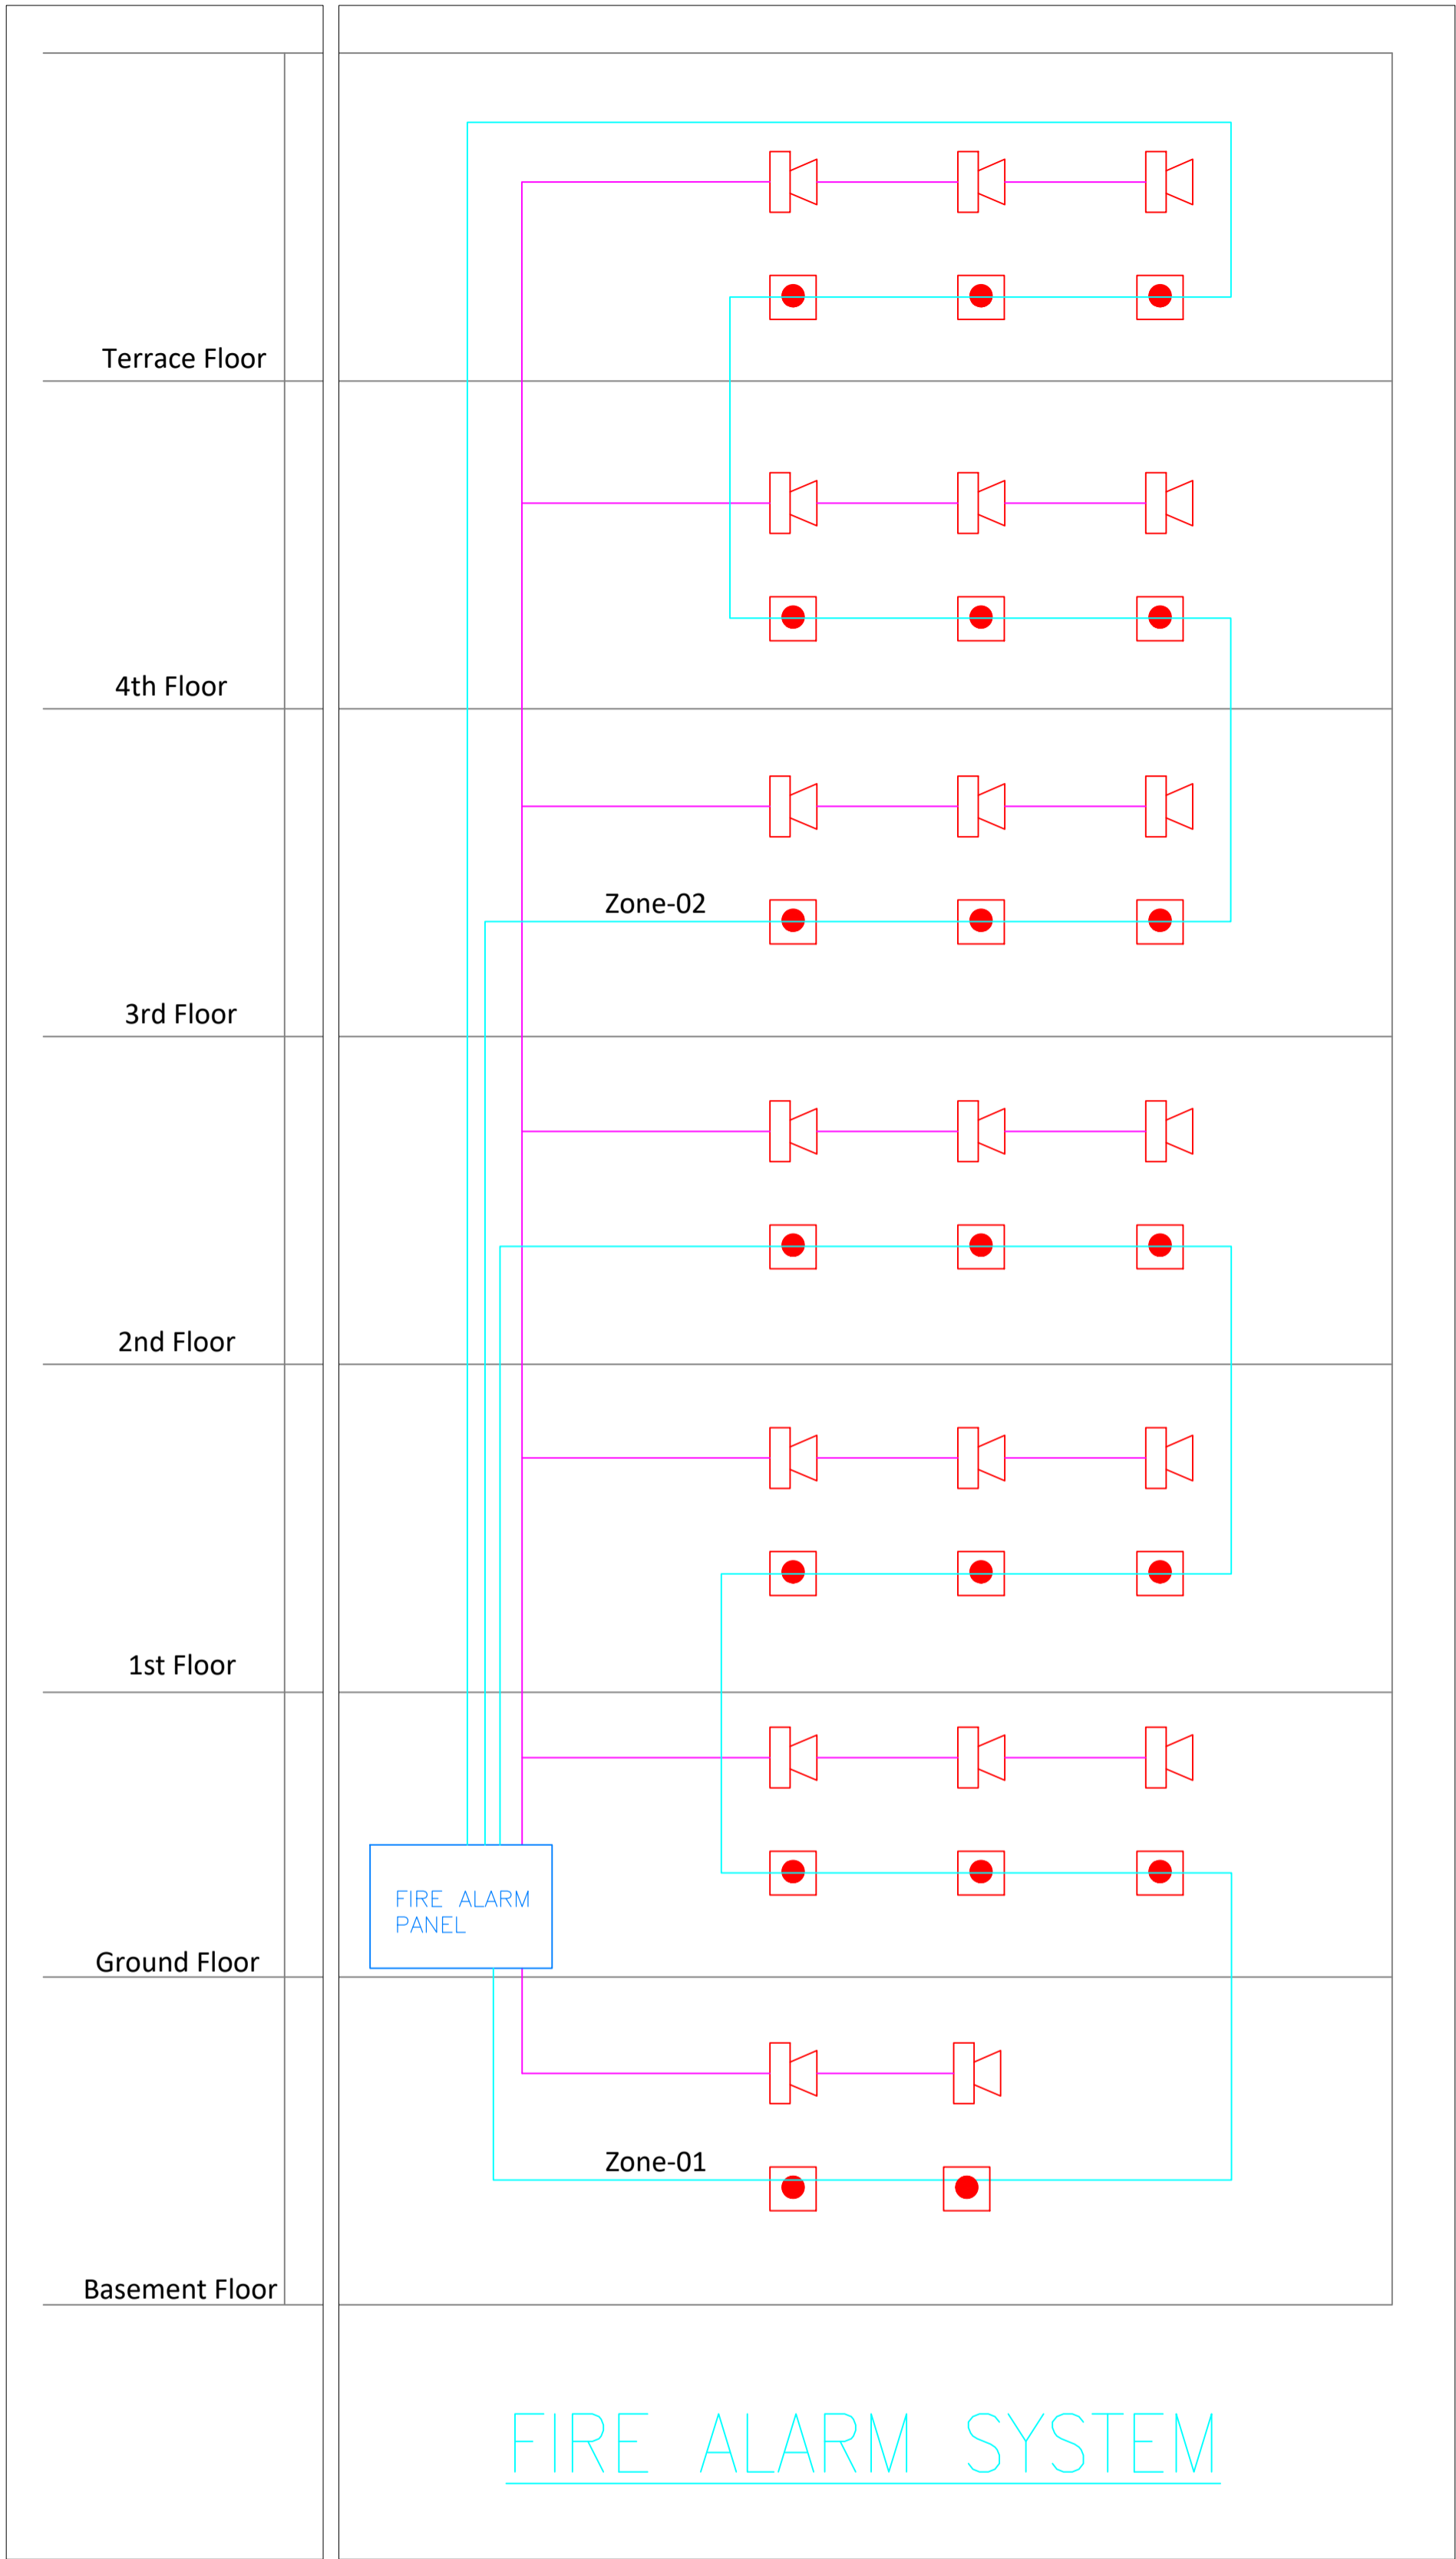 Terrace Floor
4th Floor
Zone-02
3rd Floor
2nd Floor
1st Floor
FIRE ALARM
PANEL
Ground Floor
Zone-01
Basement Floor
FIRE ALARM SYSTEM